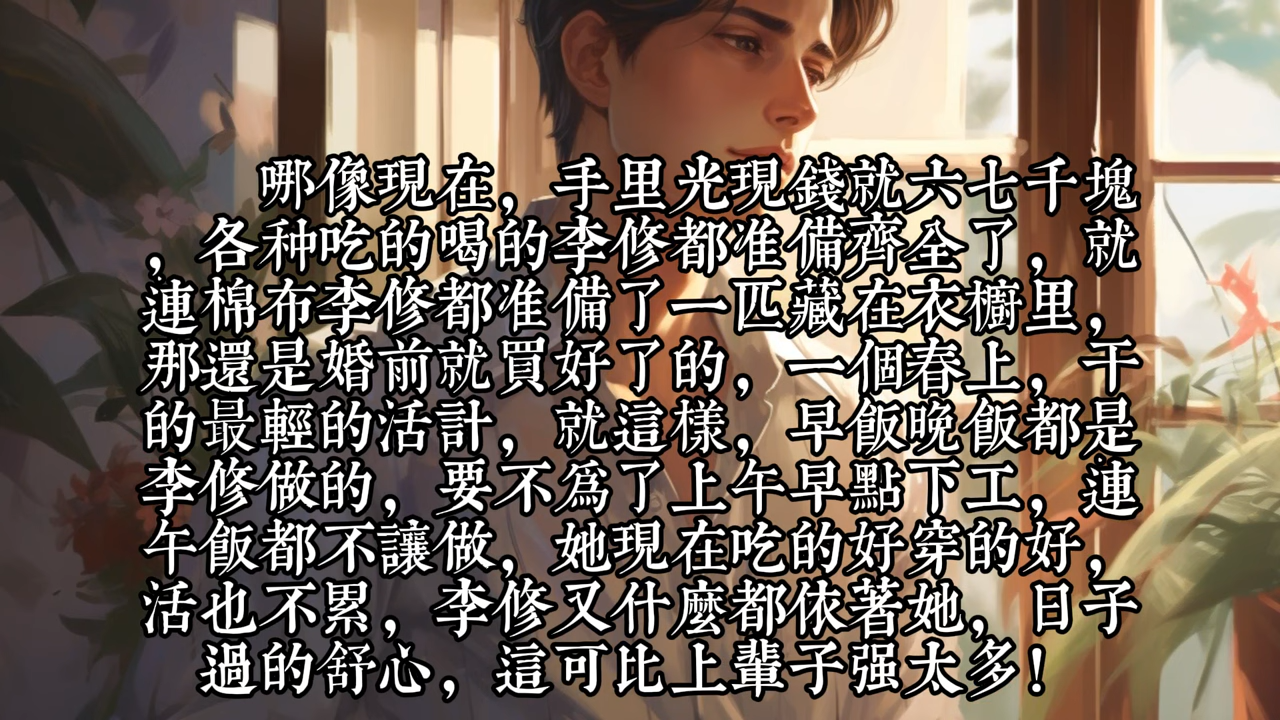 哪像現在，手里光現錢就六七千塊
，各种吃的喝的李修都准備齊全了，就
連棉布李修都准備了一匹藏在衣櫥里，
那還是婚前就買好了的，一個春上，干
的最輕的活計，就這樣，早飯晚飯都是
李修做的，要不爲了上午早點下工，連
午飯都不讓做，她現在吃的好穿的好，
活也不累，李修又什麼都依著她，日子
過的舒心，這可比上輩子强太多！